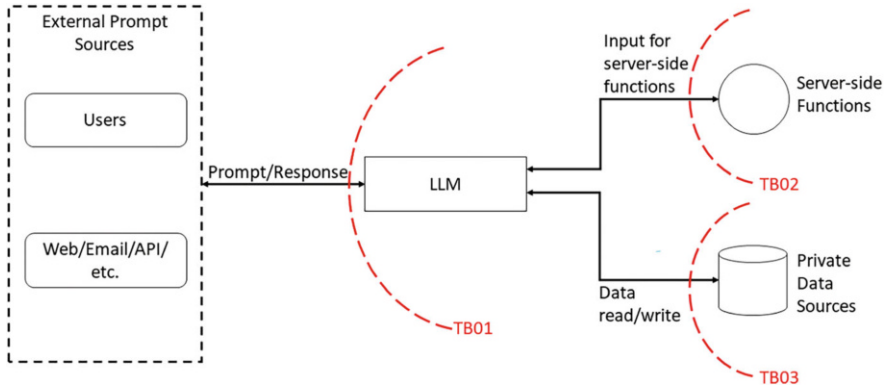 External Prompt
Sources
Users
Web/Email/API/
etc.
Prompt/Response
LLM
TB01
Input for
server-side
functions
Server-side
Functions
TB02
Data
read/write
Private
Data
Sources
TB03